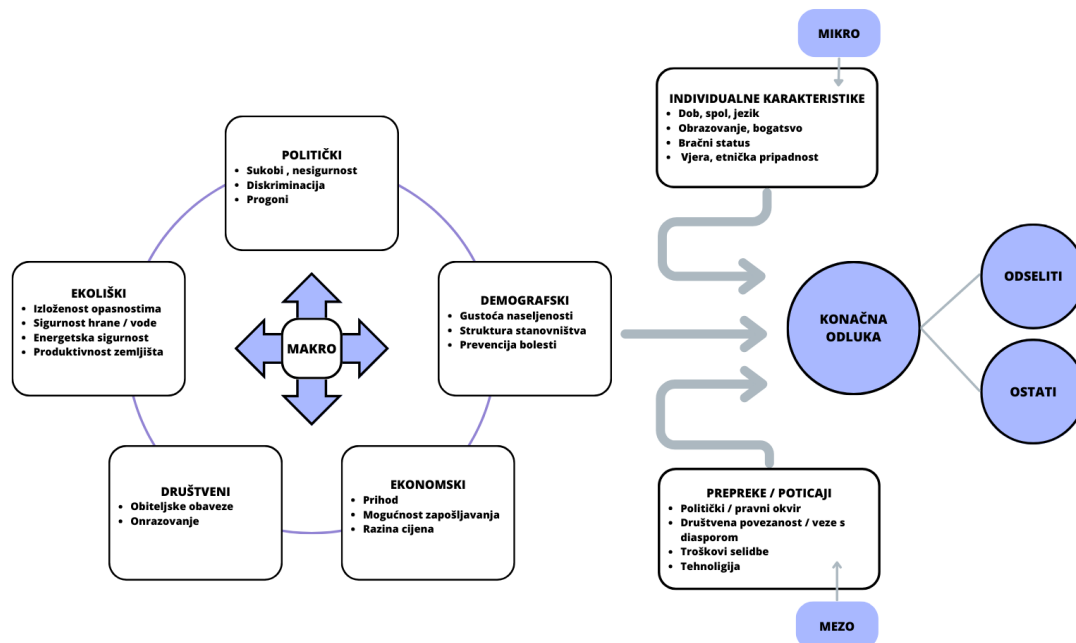 MIKRO
INDIVIDUALNE KARAKTERISTIKE
• Dob, spol, jezik
• Obrazovanje, bogatsvo
• Bračni status
• Vjera, etnička pripadnost
POLITIČKI
• Sukobi , nesigurnost
• Diskriminacija
• Progoni
EKOLIŠKI
• Izloženost opasnostima
• Sigurnost hrane / vode
• Energetska sigurnost
• Produktivnost zemljišta
MAKRO
DEMOGRAFSKI
• Gustoća naseljenosti
• Struktura stanovništva
• Prevencija bolesti
DRUŠTVENI
• Obiteljske obaveze
• Onrazovanje
EKONOMSKI
• Prihod
• Mogućnost zapošljavanja
• Razina cijena
KONAČNA
ODLUKA
ODSELITI
OSTATI
PREPREKE / POTICAJI
• Politički / pravni okvir
• Društvena povezanost / veze s
diasporom
• Troškovi selidbe
• Tehnoligija
MEZO